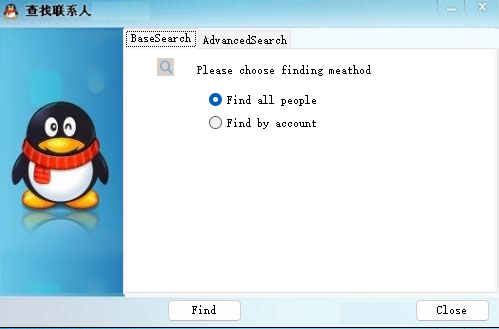 查找联系人
BaseSearch AdvancedSearch
Please choose finding meathod
Find all people
Find by account
Find Close